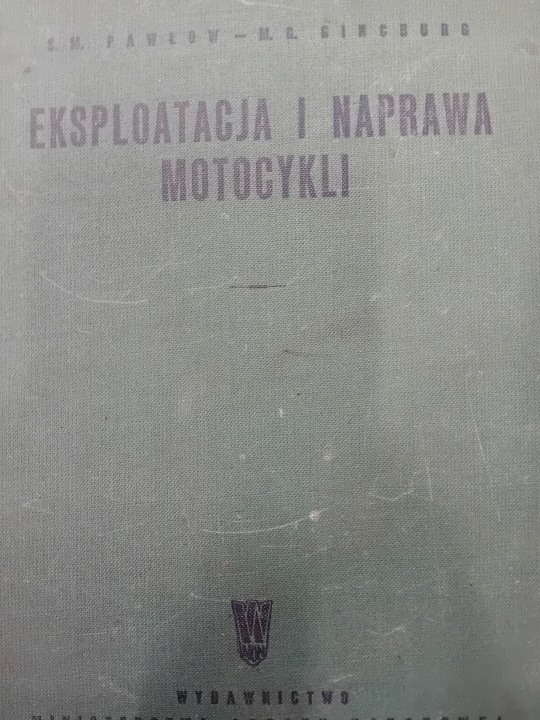 S. M. PAWŁOW — M. G. GINCBURG
EKSPLOATACJA I NAPRAWA
MOTOCYKLI
WYDAWNICTWO